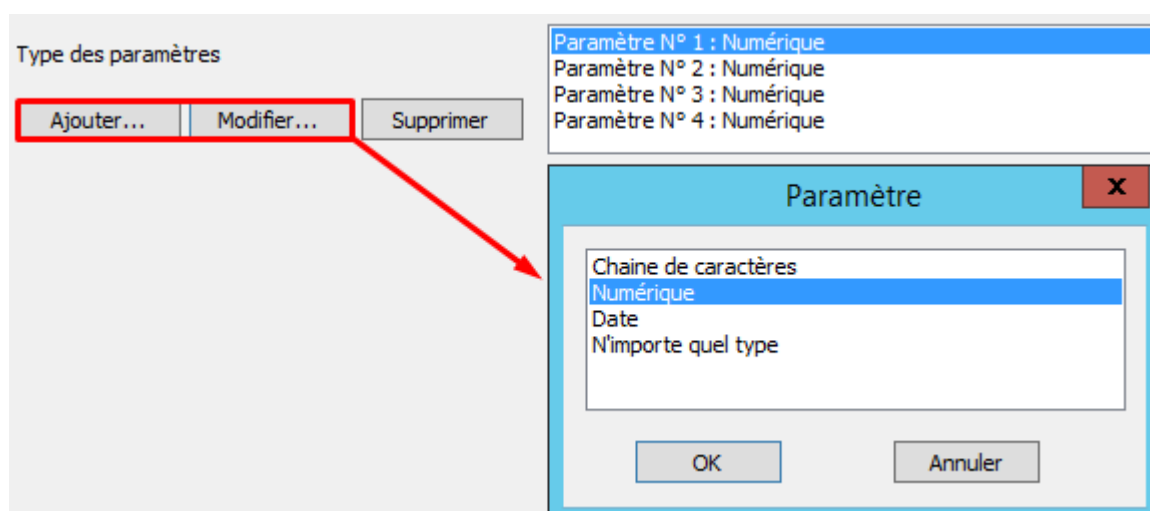 Type des paramètres
Ajouter... Modifier... Supprimer
Paramètre N° 1 : Numérique
Paramètre N° 2 : Numérique
Paramètre N° 3 : Numérique
Paramètre N° 4 : Numérique
Paramètre
x
Chaine de caractères
Numérique
Date
N'importe quel type
OK Annuler